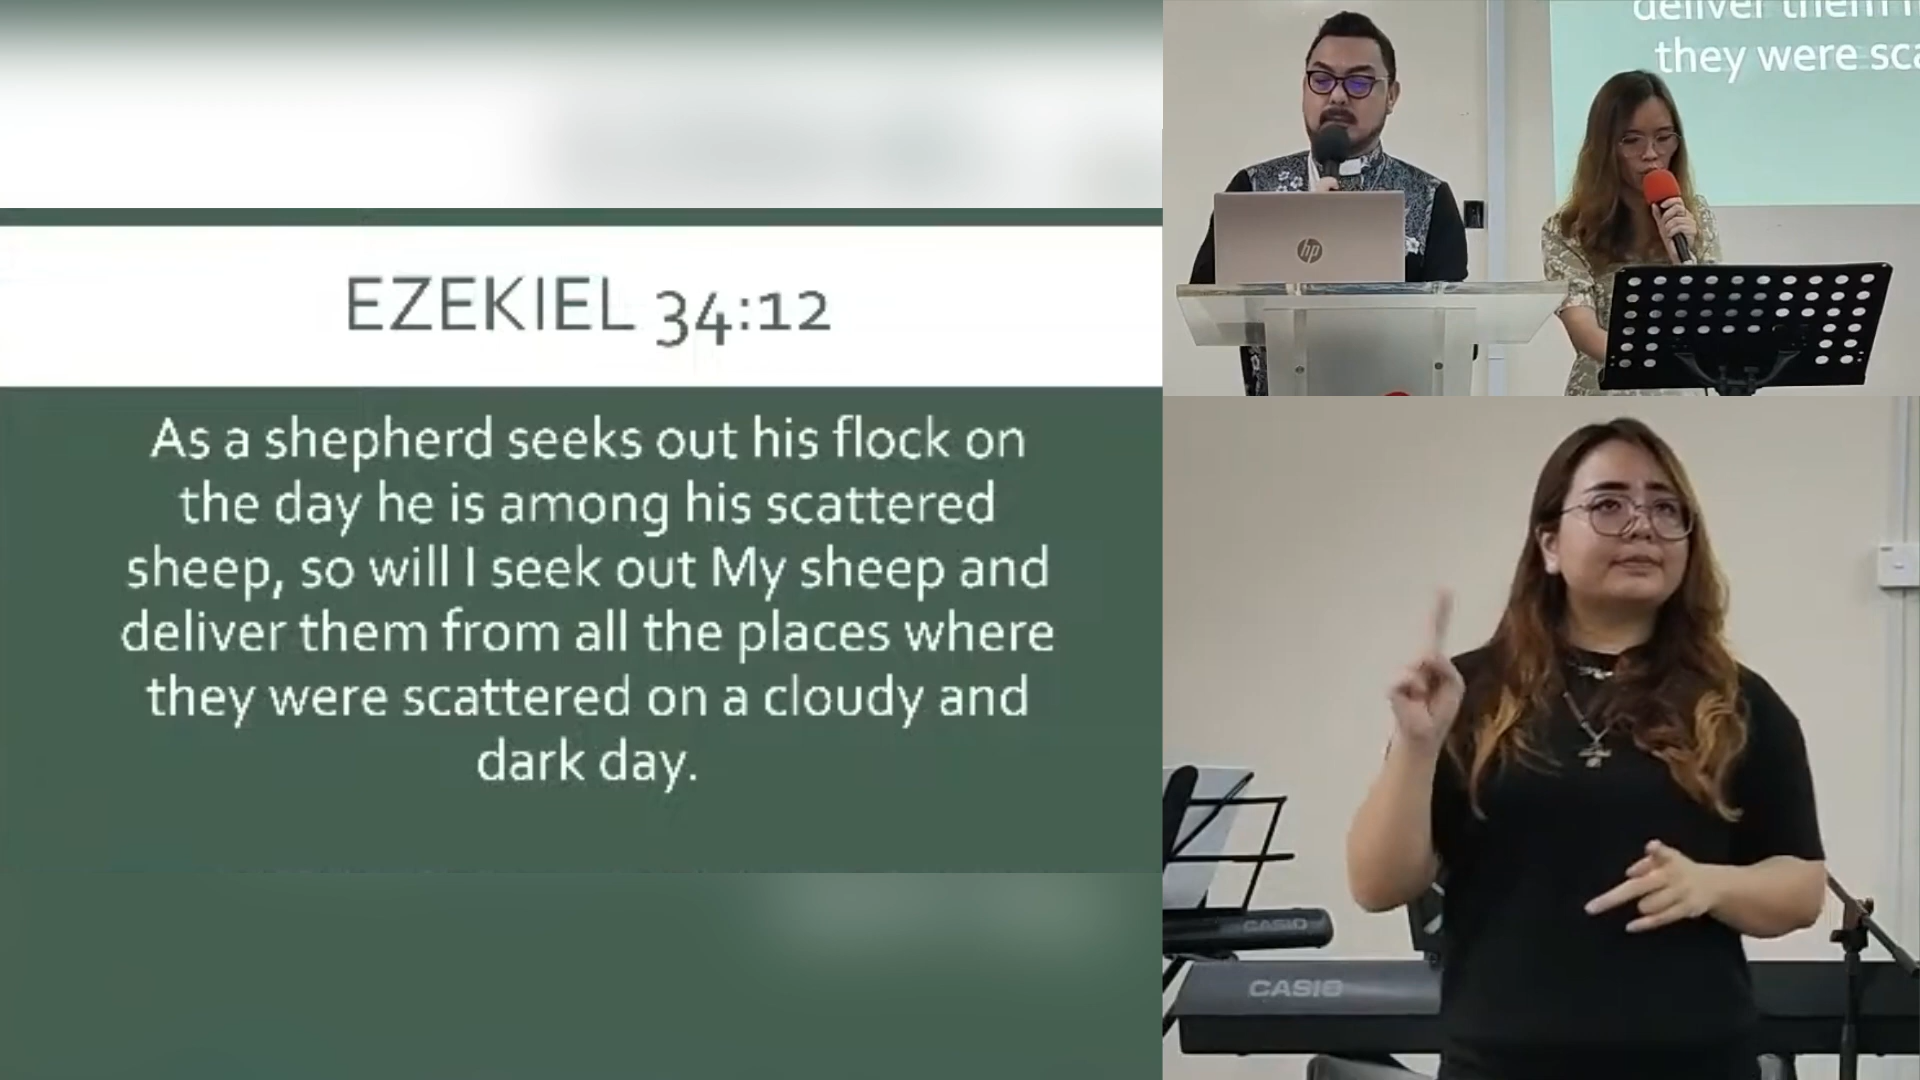 EZEKIEL 34:12
As a shepherd seeks out his flock on
the day he is among his scattered
sheep, so will I seek out My sheep and
deliver them from all the places where
they were scattered on a cloudy and
dark day.
deliver them
they were sca
hp
CASIO
CASIO